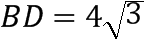 BD = 4√3